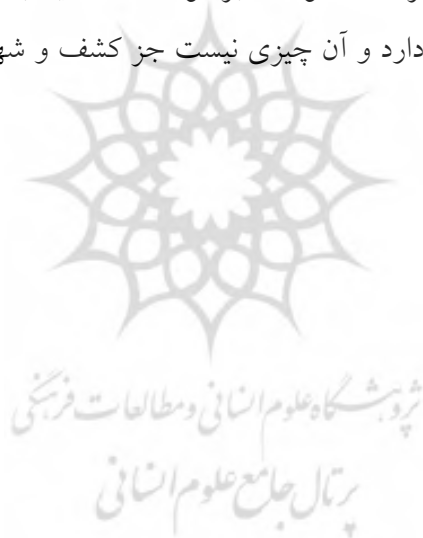 دارد و آن چیزی نیست جز کشف و
پژوهشگاه علوم انسانی و مطالعات فرهنگی
پرتال جامع علوم انسانی